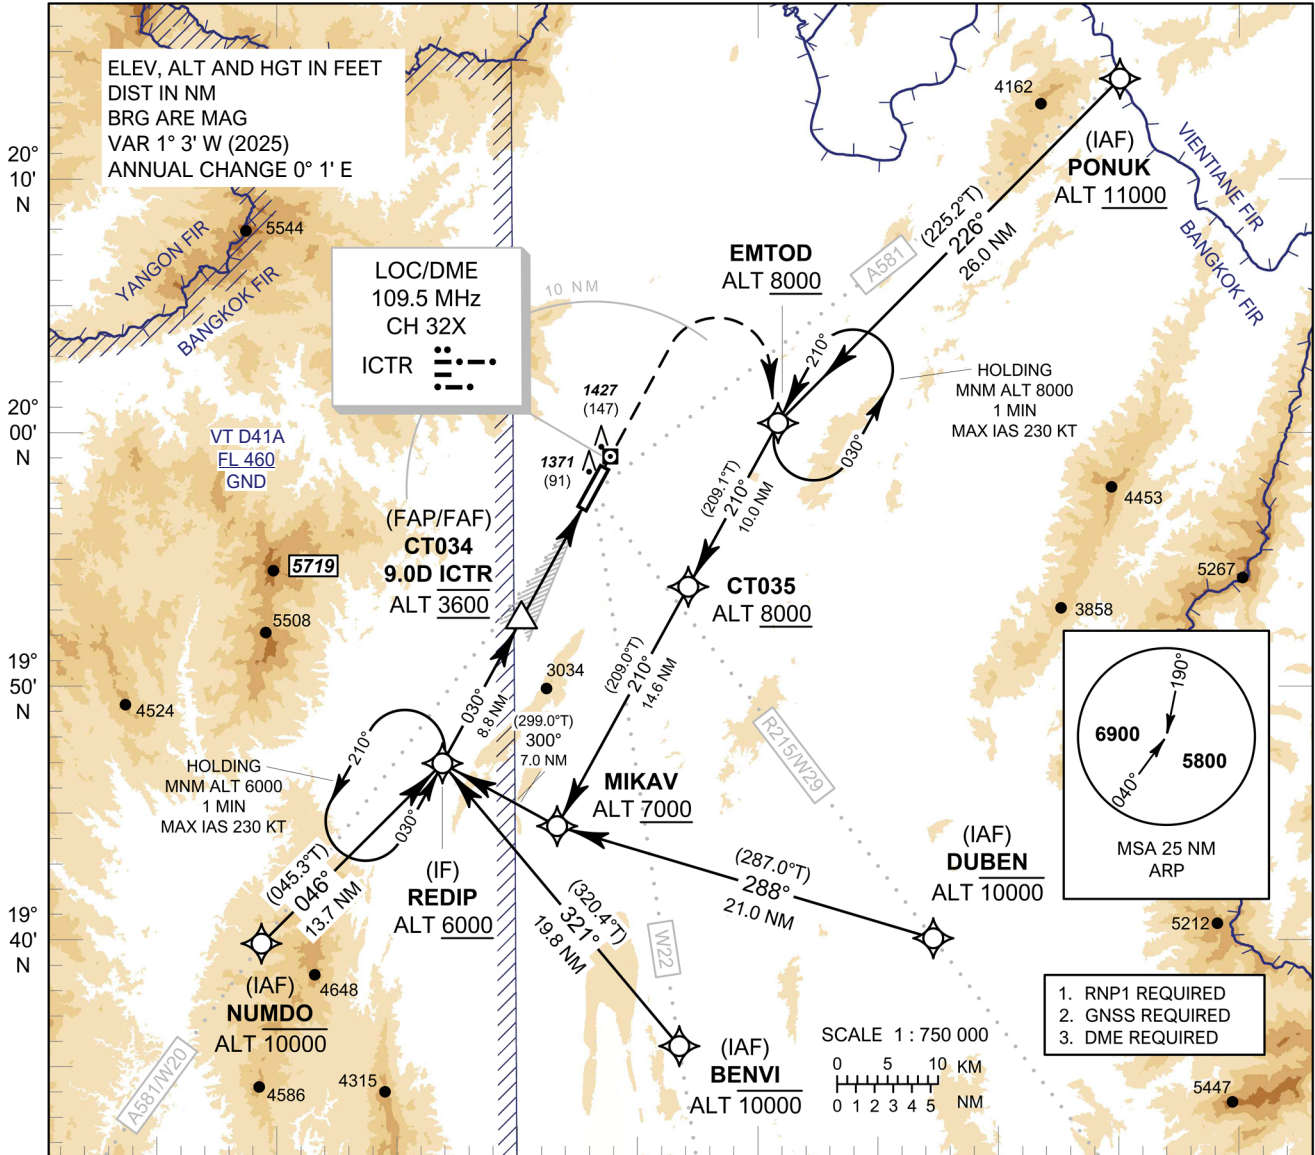 ELEV, ALT AND HGT IN FEET
DIST IN NM
BRG ARE MAG
VAR 1° 3' W (2025)
ANNUAL CHANGE 0° 1' E
20°
10'
N
5544
YANGON FIR
BANGKOK FIR
LOC/DME
109.5 MHz
CH 32X
ICTR
10 NM
4162
(IAF)
PONUK
ALT 11000
VIENTIANE FIR
BANGKOK FIR
(225.2°T)
226°
26.0 NM
A581
EMTOD
ALT 8000
210°
030°
HOLDING
MNM ALT 8000
1 MIN
MAX IAS 230 KT
20°
00'
N
VT D41A
FL 460
GND
1427
(147)
1371
(91)
(209.1°T)
210°
10.0 NM
4453
5267
3858
(FAP/FAF)
CT034
9.0D ICTR
ALT 3600
CT035
ALT 8000
5719
5508
4524
19°
50'
N
3034
(209.0°T)
210°
14.6 NM
030°
8.8 NM
(299.0°T)
300°
7.0 NM
R215/W29
HOLDING
MNM ALT 6000
1 MIN
MAX IAS 230 KT
210°
030°
MIKAV
ALT 7000
190°
6900
5800
040°
MSA 25 NM
ARP
(045.3°T)
046°
13.7 NM
(IF)
REDIP
ALT 6000
(320.4°T)
321°
19.8 NM
(287.0°T)
288°
21.0 NM
(IAF)
DUBEN
ALT 10000
19°
40'
N
5212
W22
(IAF)
NUMDO
ALT 10000
4648
4586
4315
A581/W20
(IAF)
BENVI
ALT 10000
SCALE 1 : 750 000
0 5 10 KM
0 1 2 3 4 5 NM
1. RNP1 REQUIRED
2. GNSS REQUIRED
3. DME REQUIRED
5447